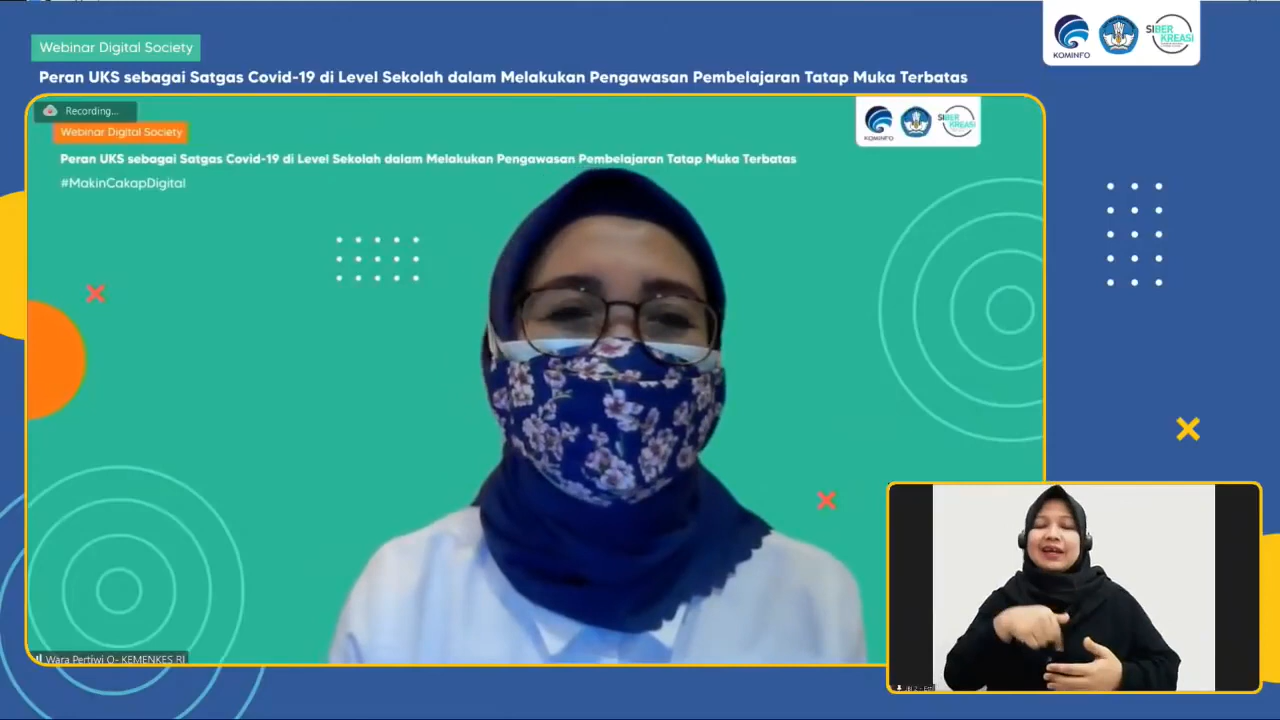 Webinar Digital Society
Peran UKS sebagai Satgas Covid-19 di Level Sekolah dalam Melakukan Pengawasan Pembelajaran Tatap Muka Terbatas
KOMINFO
SIBER
KREASI
Recording...
Webinar Digital Society
Peran UKS sebagai Satgas Covid-19 di Level Sekolah dalam Melakukan Pengawasan Pembelajaran Tatap Muka Terbatas
#MakinCakapDigital
KOMINFO
SIBER
KREASI
Wara Pertiwi O- KEMENKES RI